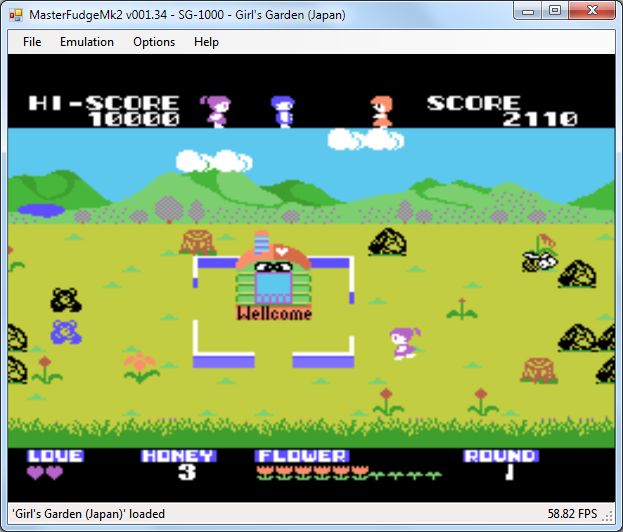 MasterFudgeMk2 v001.34 - SG-1000 - Girl's Garden (Japan)
File Emulation Options Help
HI-SCORE SCORE
10000 2110
Wellcome
LOVE HONEY FLOWER ROUND
3 1
'Girl's Garden (Japan)' loaded 58.82 FPS